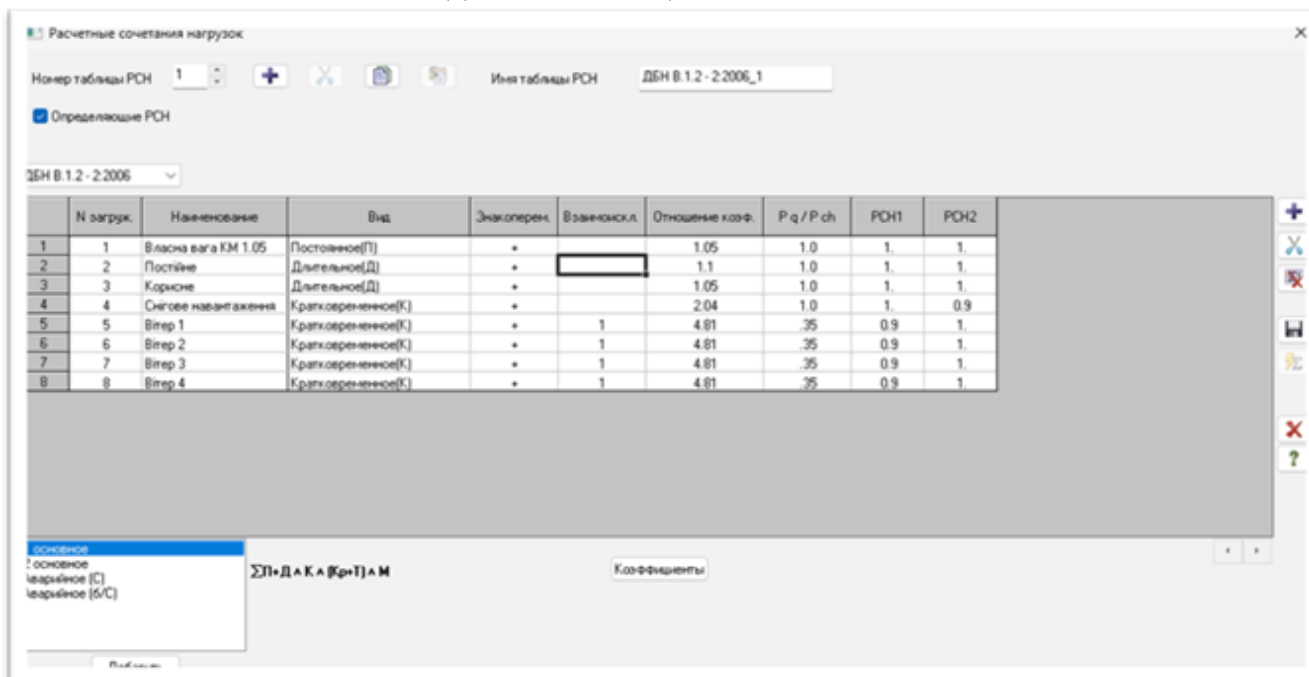 Расчетные сочетания нагрузок
Номер таблицы РСН 1 Имя таблицы РСН ДБН В.1.2 - 2:2006_1
Определяющие РСН
ДБН В.1.2 - 2:2006
N загруж. Наименование Вид Знакоперем. Взаимоискл. Отношение коэф. P q / P ch РСН1 РСН2
1 1 Власна вага КМ 1.05 Постоянное(П) + 1.05 1.0 1. 1.
2 2 Постійне Длительное(Д) + 1.1 1.0 1. 1.
3 3 Корисне Длительное(Д) + 1.05 1.0 1. 1.
4 4 Снігове навантаження Кратковременное(К) + 2.04 1.0 1. 0.9
5 5 Вітер 1 Кратковременное(К) + 1 4.81 .35 0.9 1.
6 6 Вітер 2 Кратковременное(К) + 1 4.81 .35 0.9 1.
7 7 Вітер 3 Кратковременное(К) + 1 4.81 .35 0.9 1.
8 8 Вітер 4 Кратковременное(К) + 1 4.81 .35 0.9 1.
основное
2 основное
Аварийное (С)
Аварийное (б/С)
∑П+Д ∧ К ∧ (Кр+Т) ∧ М
Коэффициенты